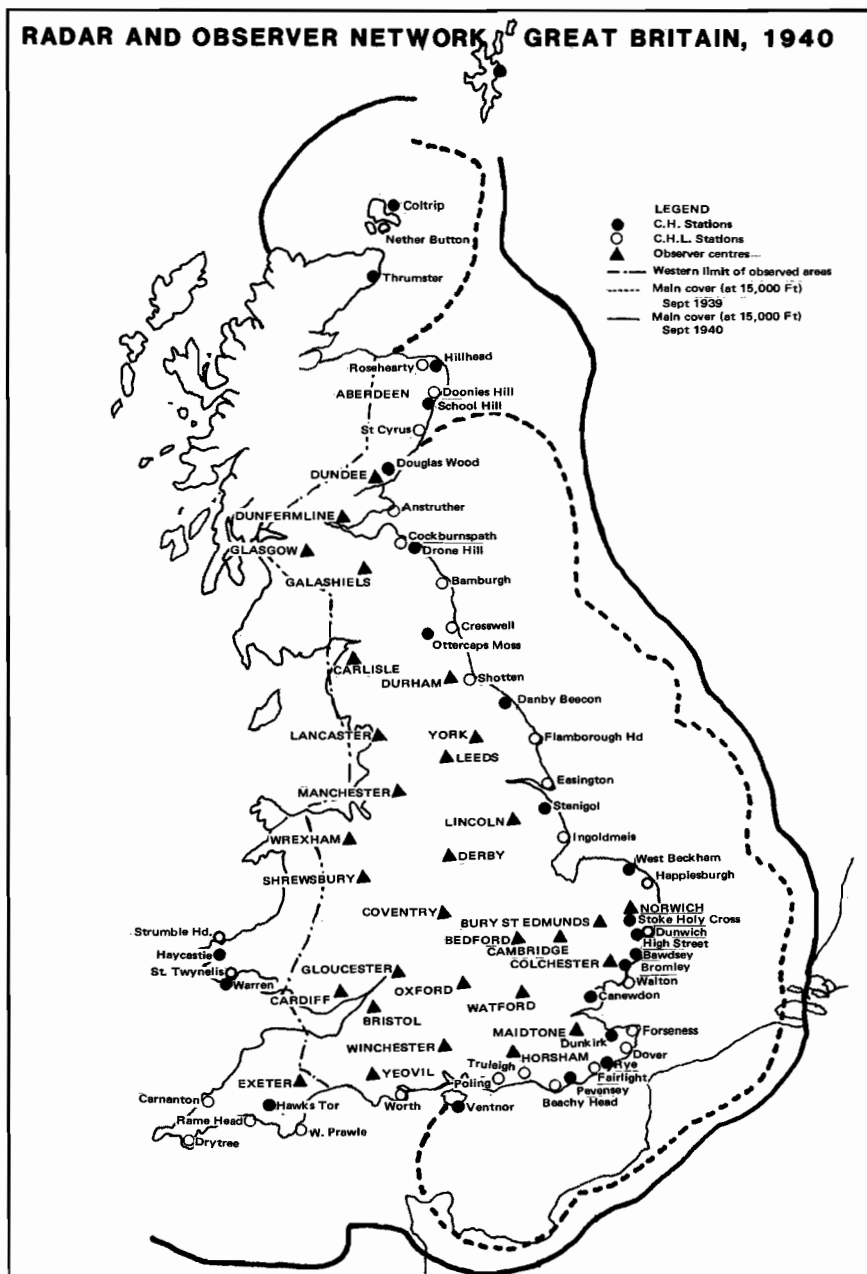 RADAR AND OBSERVER NETWORK, GREAT BRITAIN, 1940
LEGEND
C.H. Stations
C.H.L. Stations
Observer centres
Western limit of observed areas
Main cover (at 15,000 Ft)
Sept 1939
Main cover (at 15,000 Ft)
Sept 1940
Coltrip
Nether Button
Thrumster
Hillhead
Rosehearty
ABERDEEN
Doonies Hill
School Hill
St Cyrus
Douglas Wood
DUNDEE
Anstruther
DUNFERMLINE
Cockburnspath
Drone Hill
GLASGOW
GALASHIELS
Bamburgh
Cresswell
Ottercaps Moss
CARLISLE
DURHAM
Shotten
Danby Beecon
LANCASTER
YORK
Flamborough Hd
LEEDS
Easington
MANCHESTER
Stenigol
LINCOLN
Ingoldmeis
WREXHAM
DERBY
West Beckham
SHREWSBURY
Happlesburgh
COVENTRY
NORWICH
BURY ST EDMUNDS
Stoke Holy Cross
Strumble Hd.
BEDFORD
Dunwich
CAMBRIDGE
High Street
Haycastle
COLCHESTER
Bawdsey
St. Twynelis
GLOUCESTER
Bromley
Warren
OXFORD
Walton
CARDIFF
WATFORD
Canewdon
BRISTOL
MAIDTONE
Forseness
Dunkirk
WINCHESTER
HORSHAM
Dover
Truleigh
Rye
YEOVIL
Poling
Fairlight
EXETER
Pevensey
Beachy Head
Carnanton
Hawks Tor
Worth
Ventnor
Rame Head
W. Prawle
Drytree